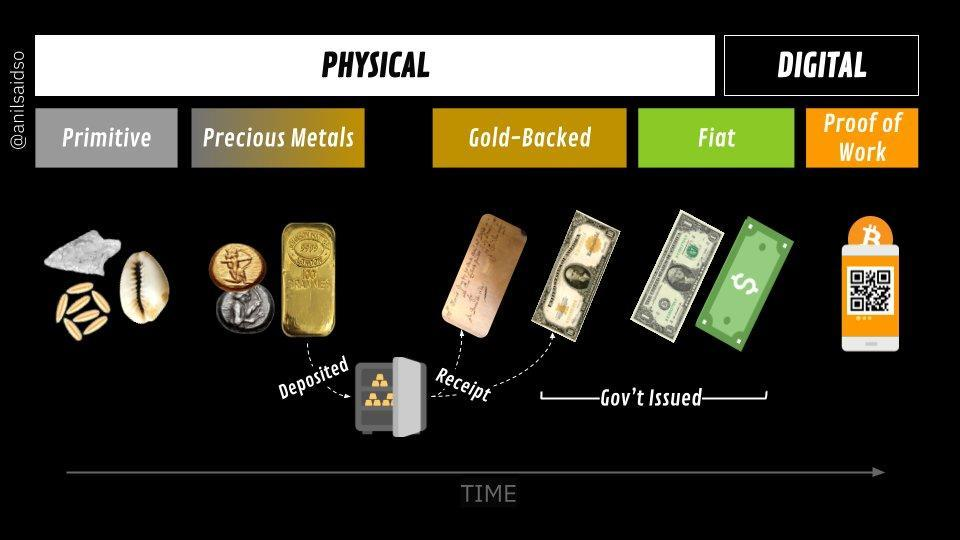 @anilsaidso
PHYSICAL
DIGITAL
Primitive
Precious Metals
Gold-Backed
Fiat
Proof of
Work
Deposited
Receipt
Gov't Issued
TIME